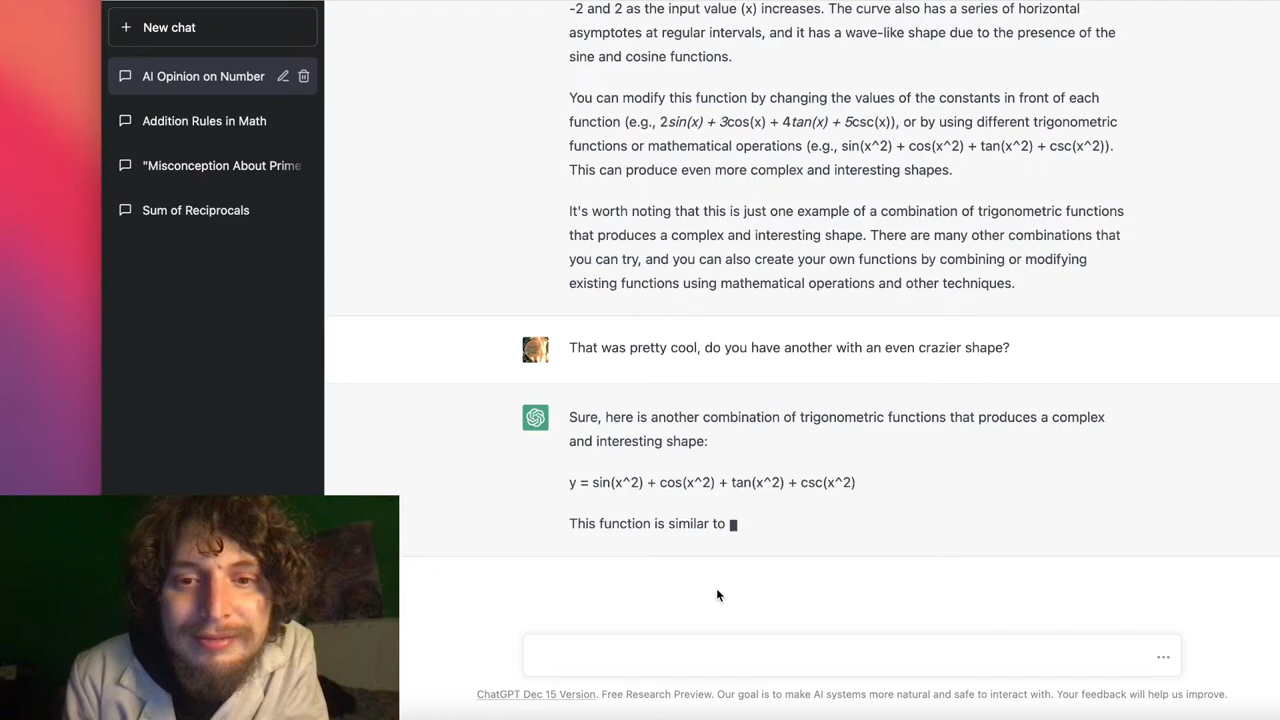 New chat
AI Opinion on Number
Addition Rules in Math
"Misconception About Prime
Sum of Reciprocals
-2 and 2 as the input value (x) increases. The curve also has a series of horizontal
asymptotes at regular intervals, and it has a wave-like shape due to the presence of the
sine and cosine functions.
You can modify this function by changing the values of the constants in front of each
function (e.g., 2sin(x) + 3cos(x) + 4tan(x) + 5csc(x)), or by using different trigonometric
functions or mathematical operations (e.g., sin(x^2) + cos(x^2) + tan(x^2) + csc(x^2)).
This can produce even more complex and interesting shapes.
It's worth noting that this is just one example of a combination of trigonometric functions
that produces a complex and interesting shape. There are many other combinations that
you can try, and you can also create your own functions by combining or modifying
existing functions using mathematical operations and other techniques.
That was pretty cool, do you have another with an even crazier shape?
Sure, here is another combination of trigonometric functions that produces a complex
and interesting shape:
y = sin(x^2) + cos(x^2) + tan(x^2) + csc(x^2)
This function is similar to
ChatGPT Dec 15 Version. Free Research Preview. Our goal is to make AI systems more natural and safe to interact with. Your feedback will help us improve.